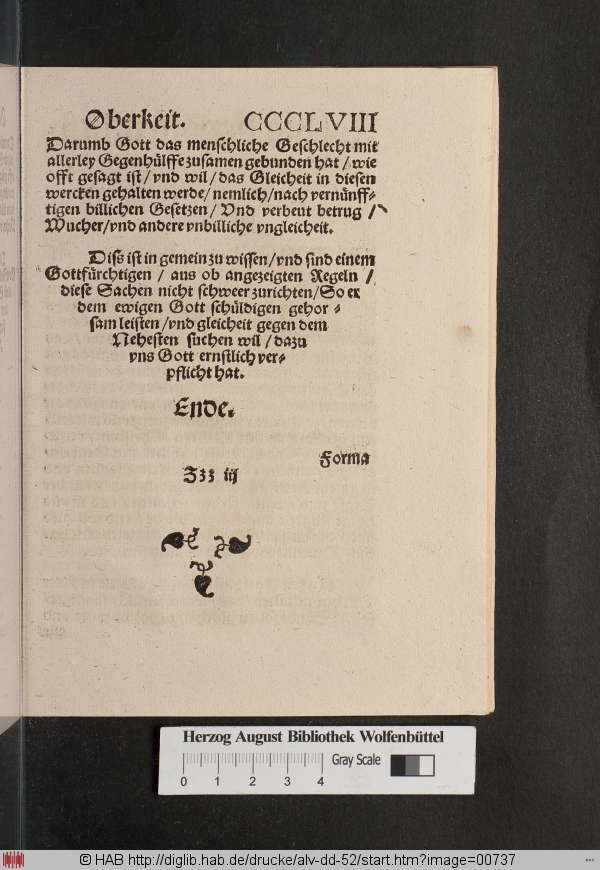 Oberkeit. CCCLVIII
Darumb Gott das menschliche Geschlecht mit
allerley Gegenhülffe zusamen gebunden hat / wie
offt gesagt ist / vnd wil / das Gleicheit in diesen
wercken gehalten werde / nemlich / nach vernünff-
tigen billichen Gesetzen / Vnd verbeut betrug /
Wucher / vnd andere vnbilliche vngleicheit.
Diss ist in gemein zu wissen / vnd sind einem
Gottfürchtigen / aus ob angezeigten Regeln /
diese Sachen nicht schweer zurichten / So er
dem ewigen Gott schüldigen gehor-
sam leisten / vnd gleicheit gegen dem
Nehesten suchen wil / dazu
vns Gott ernstlich ver-
pflicht hat.
Ende.
Forma
Zzz iij
Herzog August Bibliothek Wolfenbüttel
Gray Scale
0 1 2 3 4
© HAB http://diglib.hab.de/drucke/alv-dd-52/start.htm?image=00737